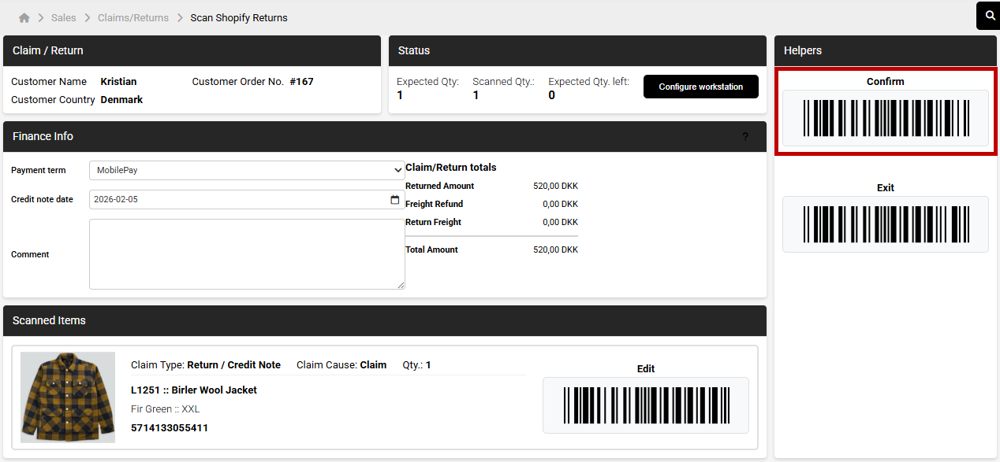 Sales > Claims/Returns > Scan Shopify Returns
Claim / Return
Customer Name Kristian Customer Order No. #167
Customer Country Denmark
Status
Expected Qty: Scanned Qty.: Expected Qty. left:
1 1 0
Configure workstation
Helpers
Confirm
Exit
Finance Info ?
Payment term MobilePay
Credit note date 2026-02-05
Comment
Claim/Return totals
Returned Amount 520,00 DKK
Freight Refund 0,00 DKK
Return Freight 0,00 DKK
Total Amount 520,00 DKK
Scanned Items
Claim Type: Return / Credit Note Claim Cause: Claim Qty.: 1
L1251 :: Birler Wool Jacket
Fir Green :: XXL
5714133055411
Edit